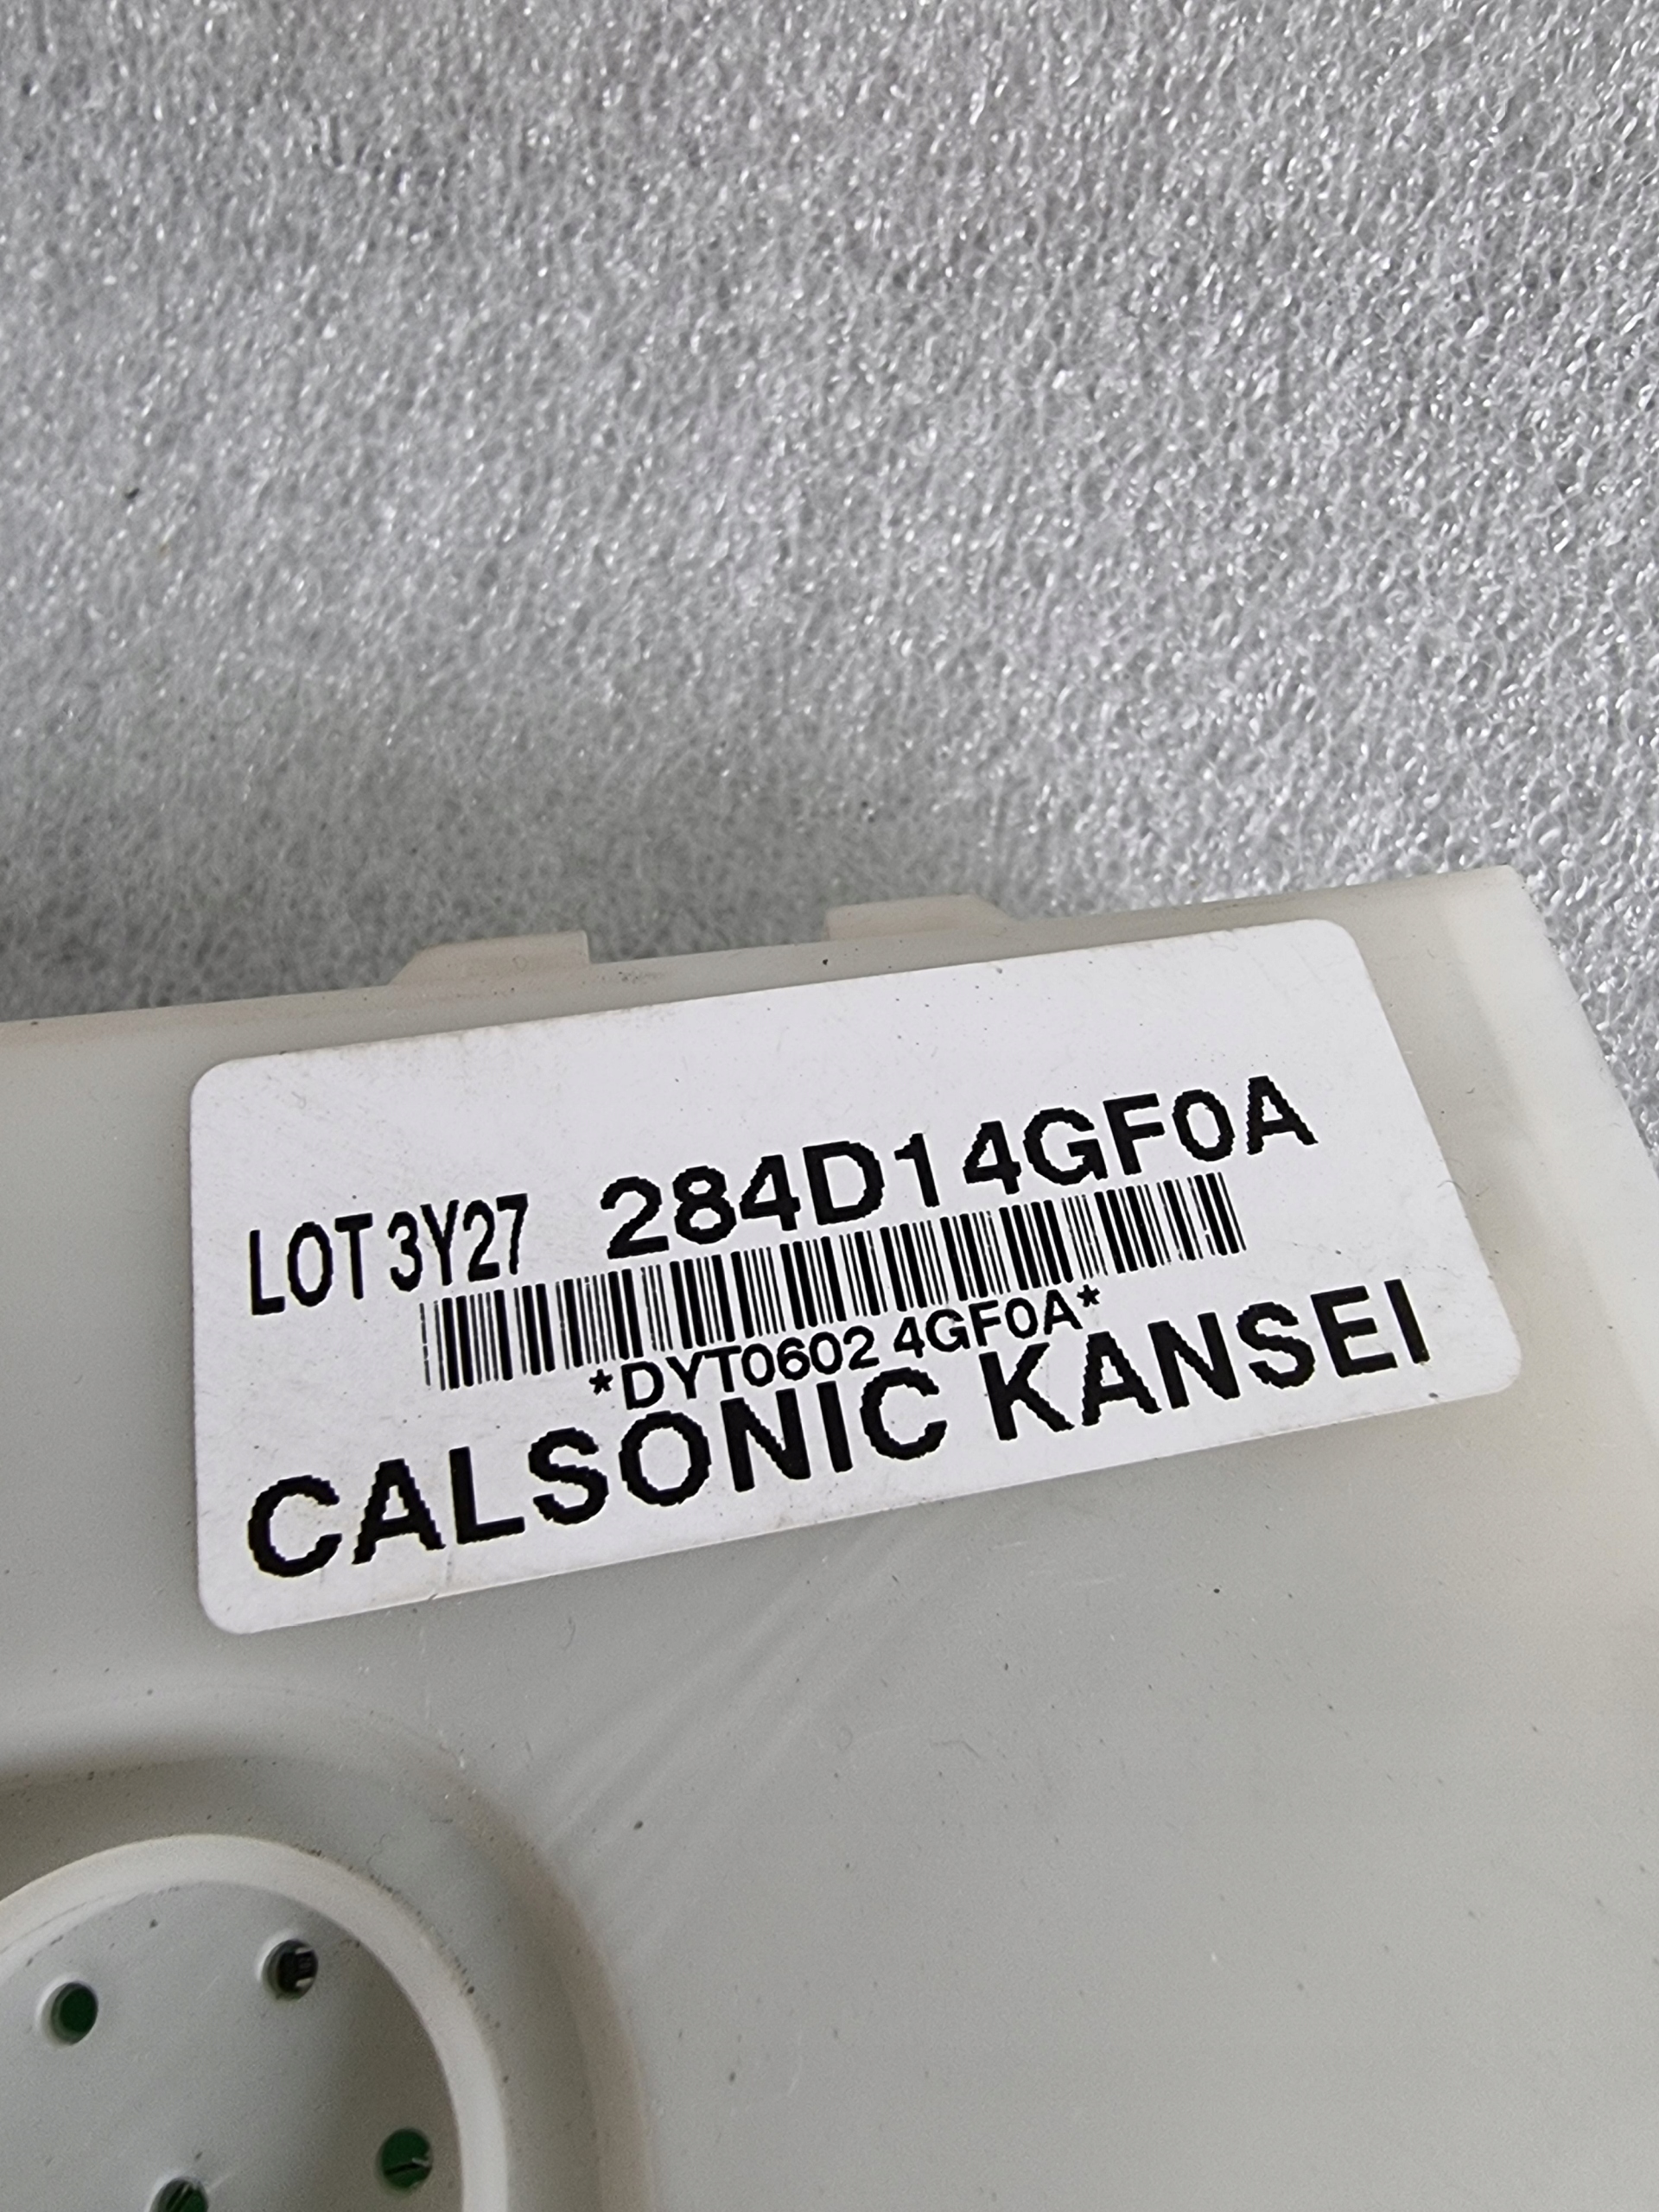 LOT 3Y27 284D14GF0A
*DYT0602 4GF0A*
CALSONIC KANSEI